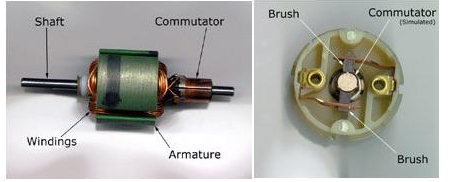 Shaft
Commutator
Windings
Armature
Brush
Commutator
(Simulated)
Brush